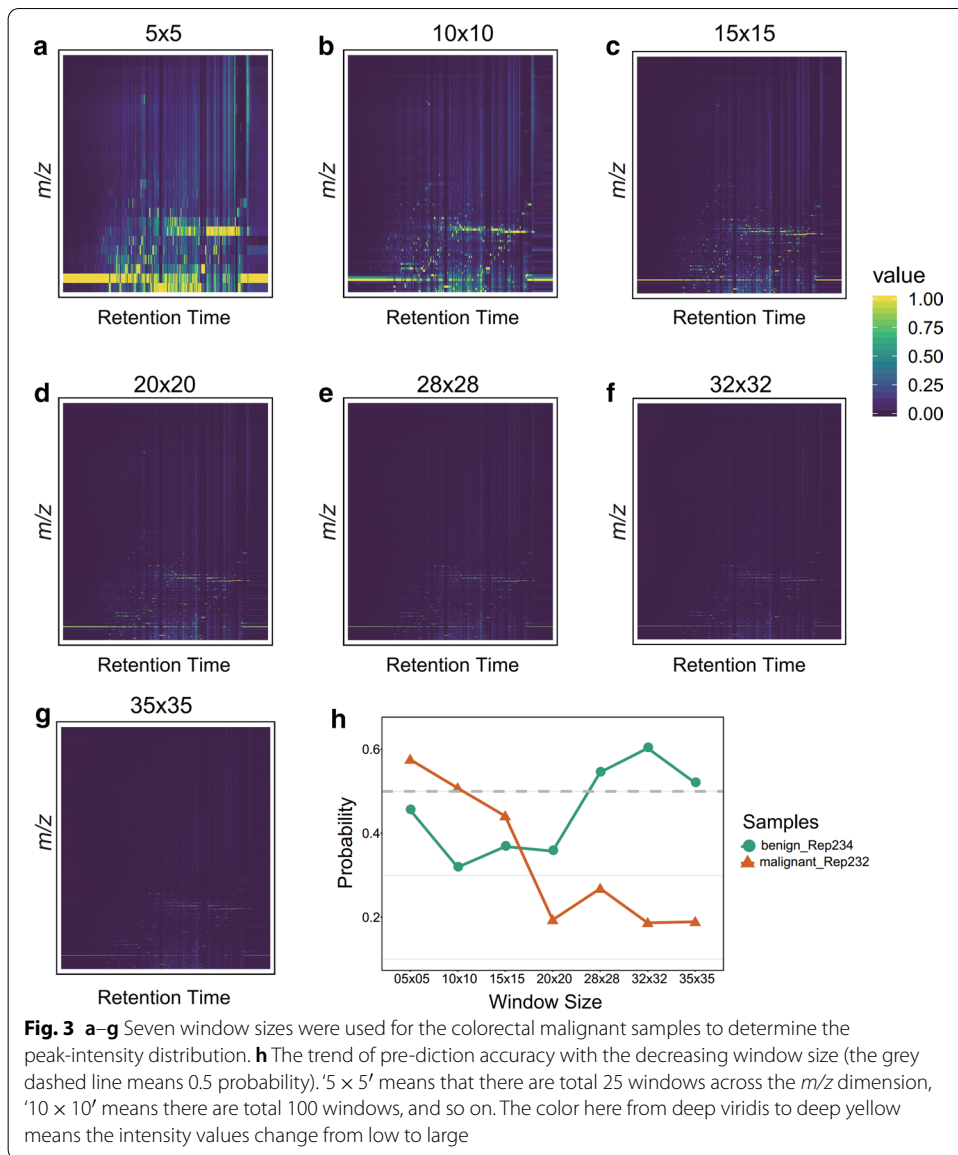 a
5x5
m/z
Retention Time
b
10x10
m/z
Retention Time
c
15x15
m/z
Retention Time
value
1.00
0.75
0.50
0.25
0.00
d
20x20
m/z
Retention Time
e
28x28
m/z
Retention Time
f
32x32
m/z
Retention Time
g
35x35
m/z
Retention Time
h
0.6
0.4
0.2
Probability
05x05 10x10 15x15 20x20 28x28 32x32 35x35
Window Size
Samples
benign_Rep234
malignant_Rep232
Fig. 3 a–g Seven window sizes were used for the colorectal malignant samples to determine the
peak-intensity distribution. h The trend of pre-diction accuracy with the decreasing window size (the grey
dashed line means 0.5 probability). ‘5 × 5′ means that there are total 25 windows across the m/z dimension,
‘10 × 10′ means there are total 100 windows, and so on. The color here from deep viridis to deep yellow
means the intensity values change from low to large